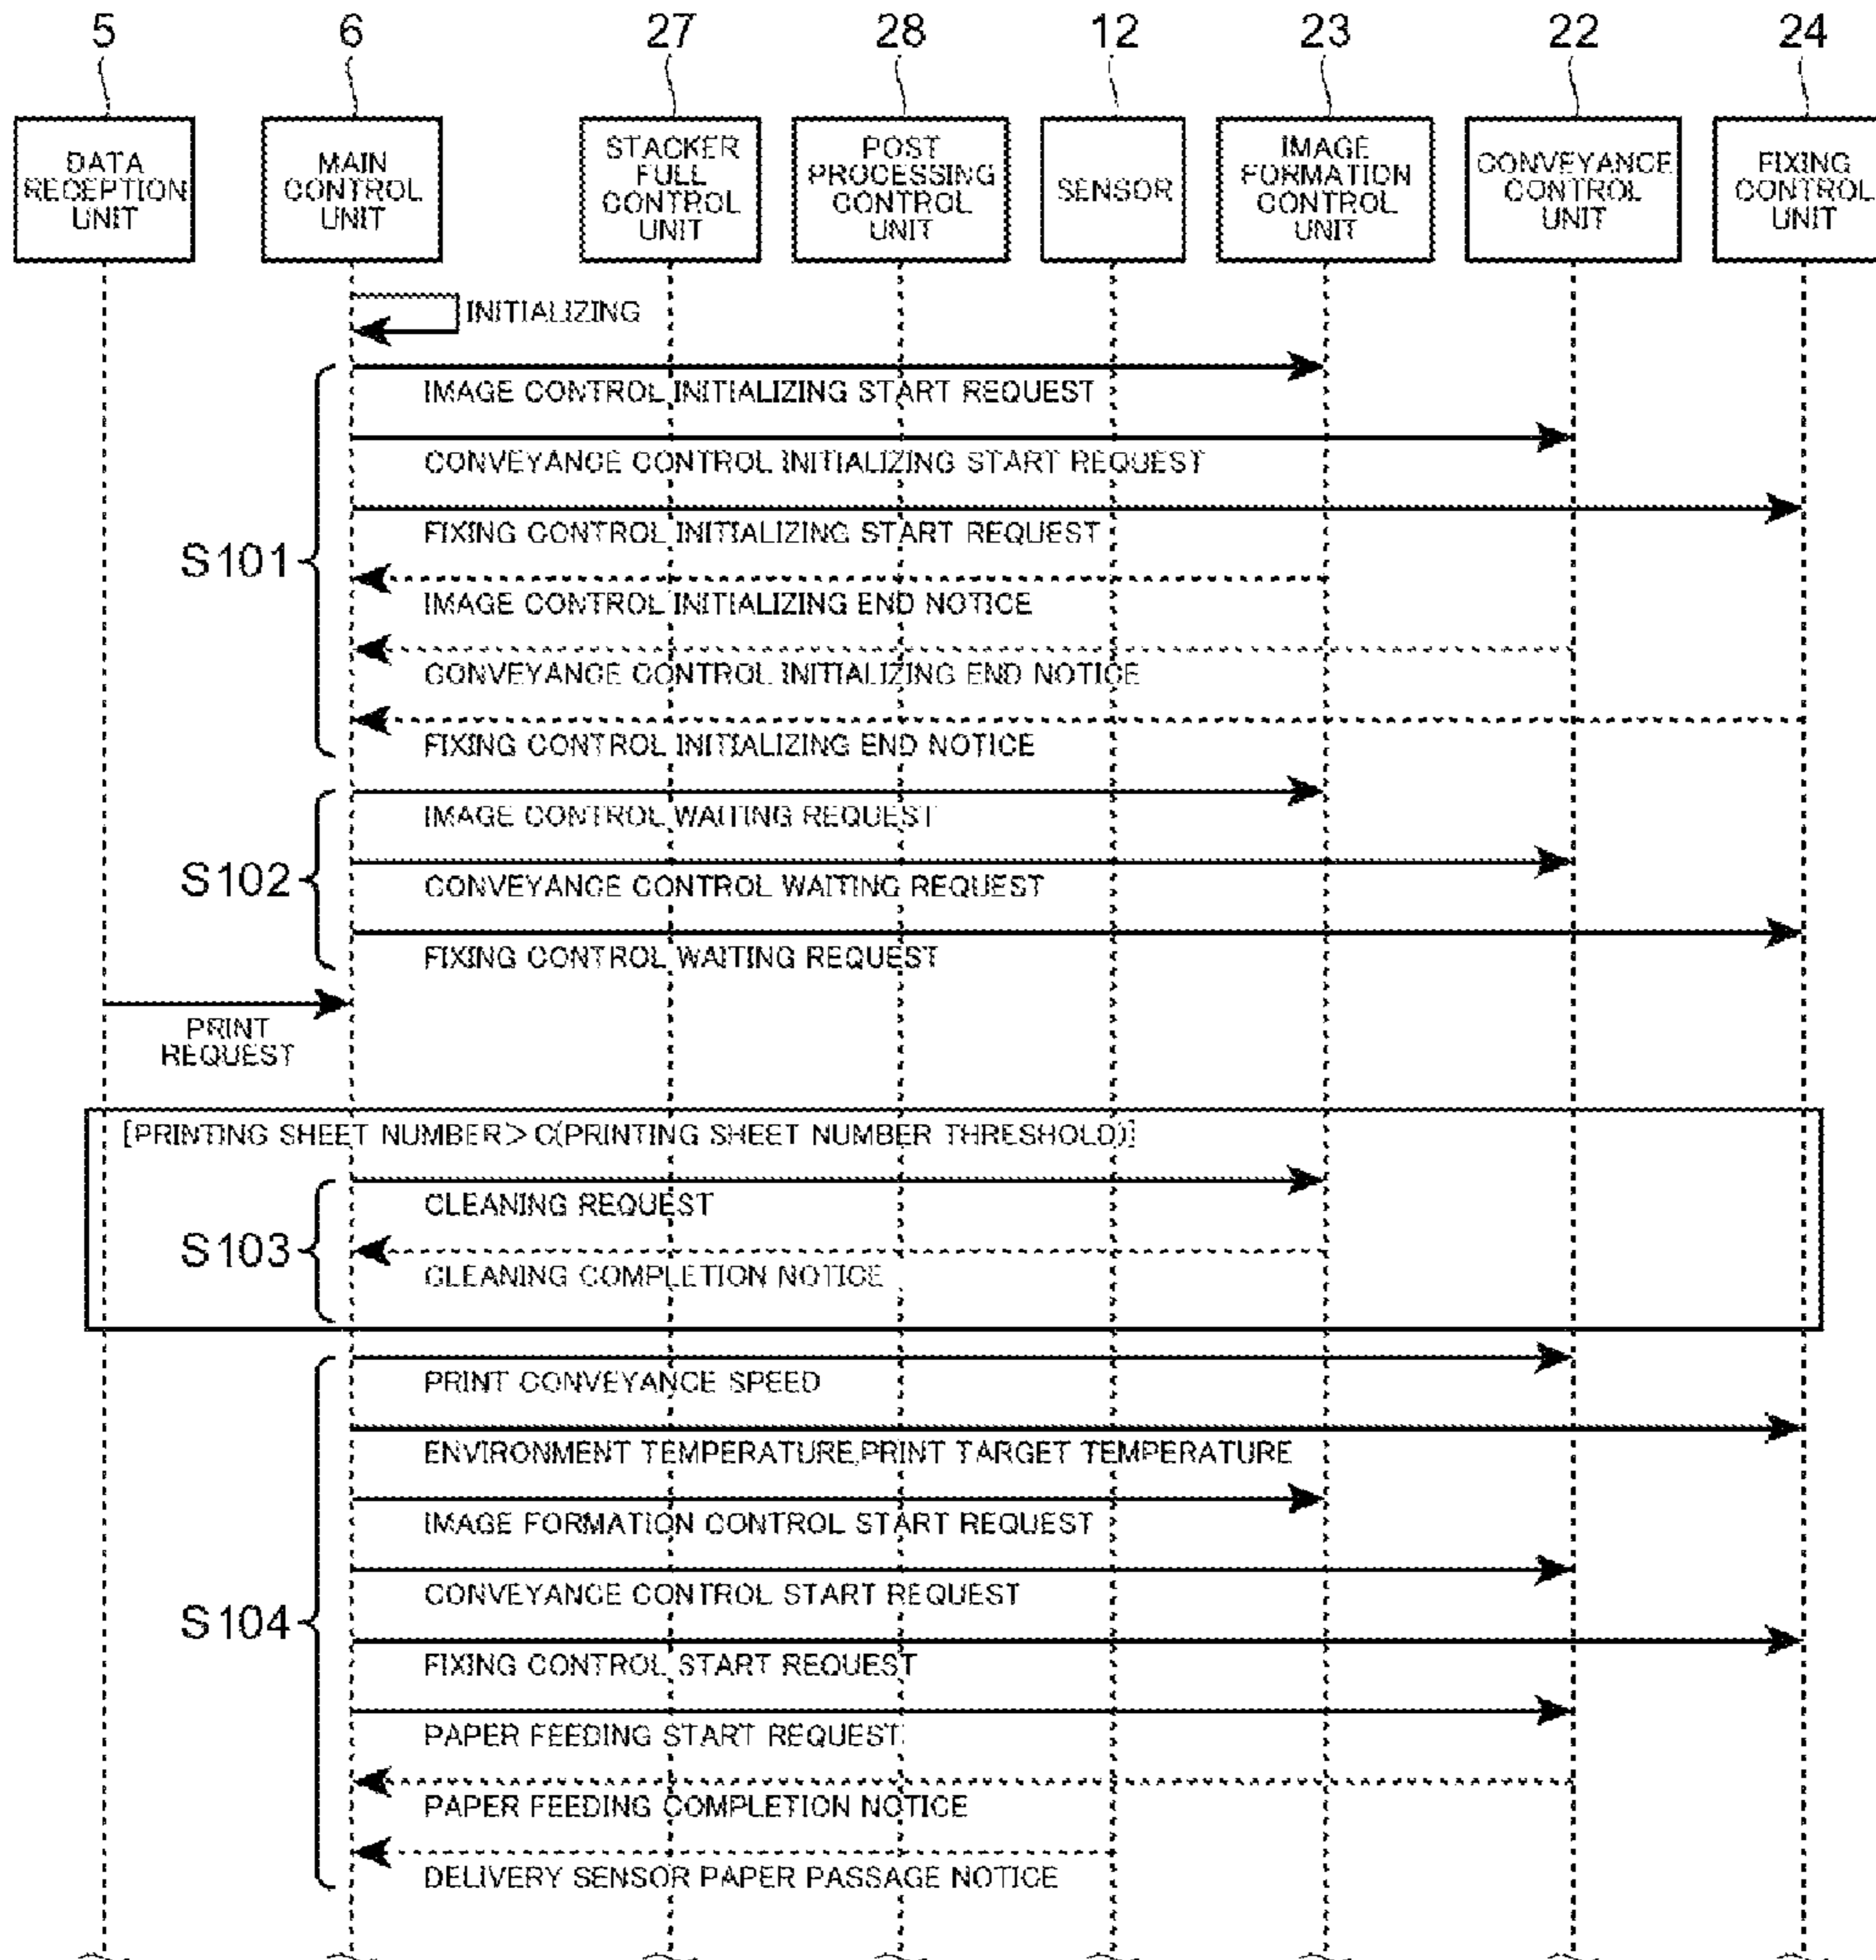 5 6 27 28 12 23 22 24
DATA
RECEPTION
UNIT
MAIN
CONTROL
UNIT
STACKER
FULL
CONTROL
UNIT
POST
PROCESSING
CONTROL
UNIT
SENSOR
IMAGE
FORMATION
CONTROL
UNIT
CONVEYANCE
CONTROL
UNIT
FIXING
CONTROL
UNIT
INITIALIZING
S101
IMAGE CONTROL INITIALIZING START REQUEST
CONVEYANCE CONTROL INITIALIZING START REQUEST
FIXING CONTROL INITIALIZING START REQUEST
IMAGE CONTROL INITIALIZING END NOTICE
CONVEYANCE CONTROL INITIALIZING END NOTICE
FIXING CONTROL INITIALIZING END NOTICE
S102
IMAGE CONTROL WAITING REQUEST
CONVEYANCE CONTROL WAITING REQUEST
FIXING CONTROL WAITING REQUEST
PRINT
REQUEST
[PRINTING SHEET NUMBER> C(PRINTING SHEET NUMBER THRESHOLD)]
S103
CLEANING REQUEST
CLEANING COMPLETION NOTICE
S104
PRINT CONVEYANCE SPEED
ENVIRONMENT TEMPERATURE,PRINT TARGET TEMPERATURE
IMAGE FORMATION CONTROL START REQUEST
CONVEYANCE CONTROL START REQUEST
FIXING CONTROL START REQUEST
PAPER FEEDING START REQUEST
PAPER FEEDING COMPLETION NOTICE
DELIVERY SENSOR PAPER PASSAGE NOTICE